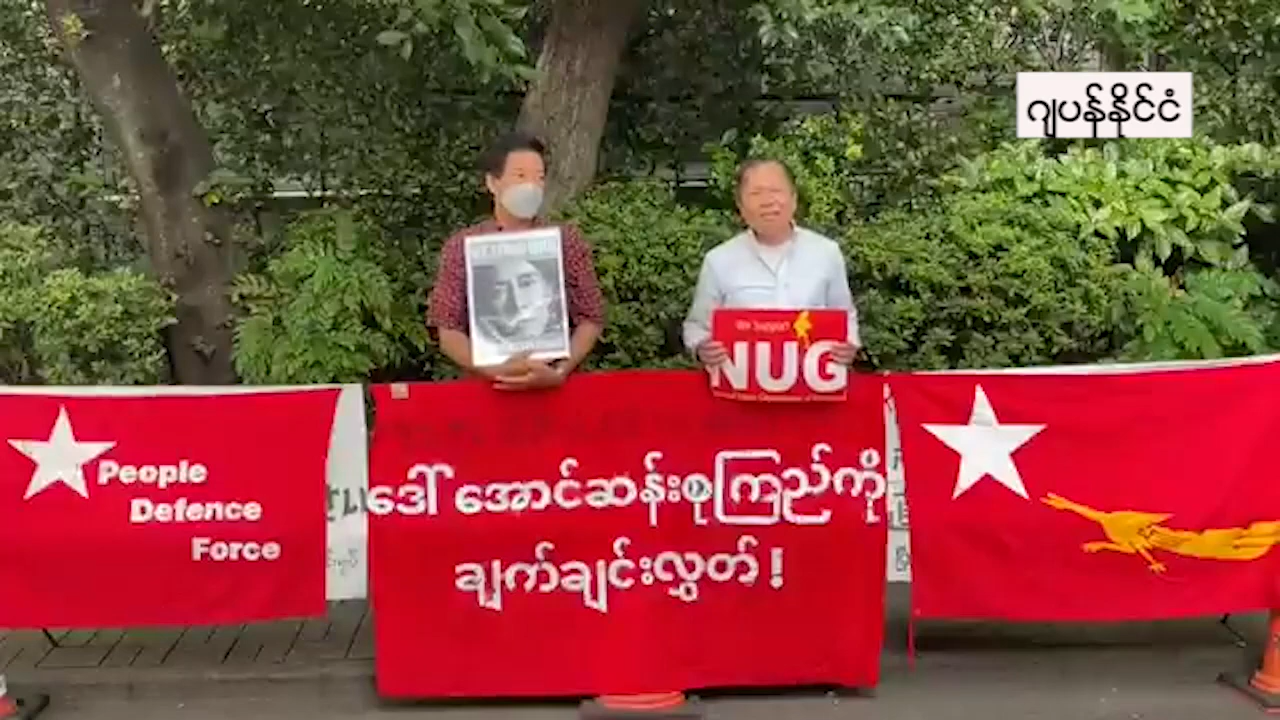 ဂျပန်နိုင်ငံ
We Support
NUG
People
Defence
Force
ဒေါ် အောင်ဆန်းစုကြည်ကို
ချက်ချင်းလွှတ် !